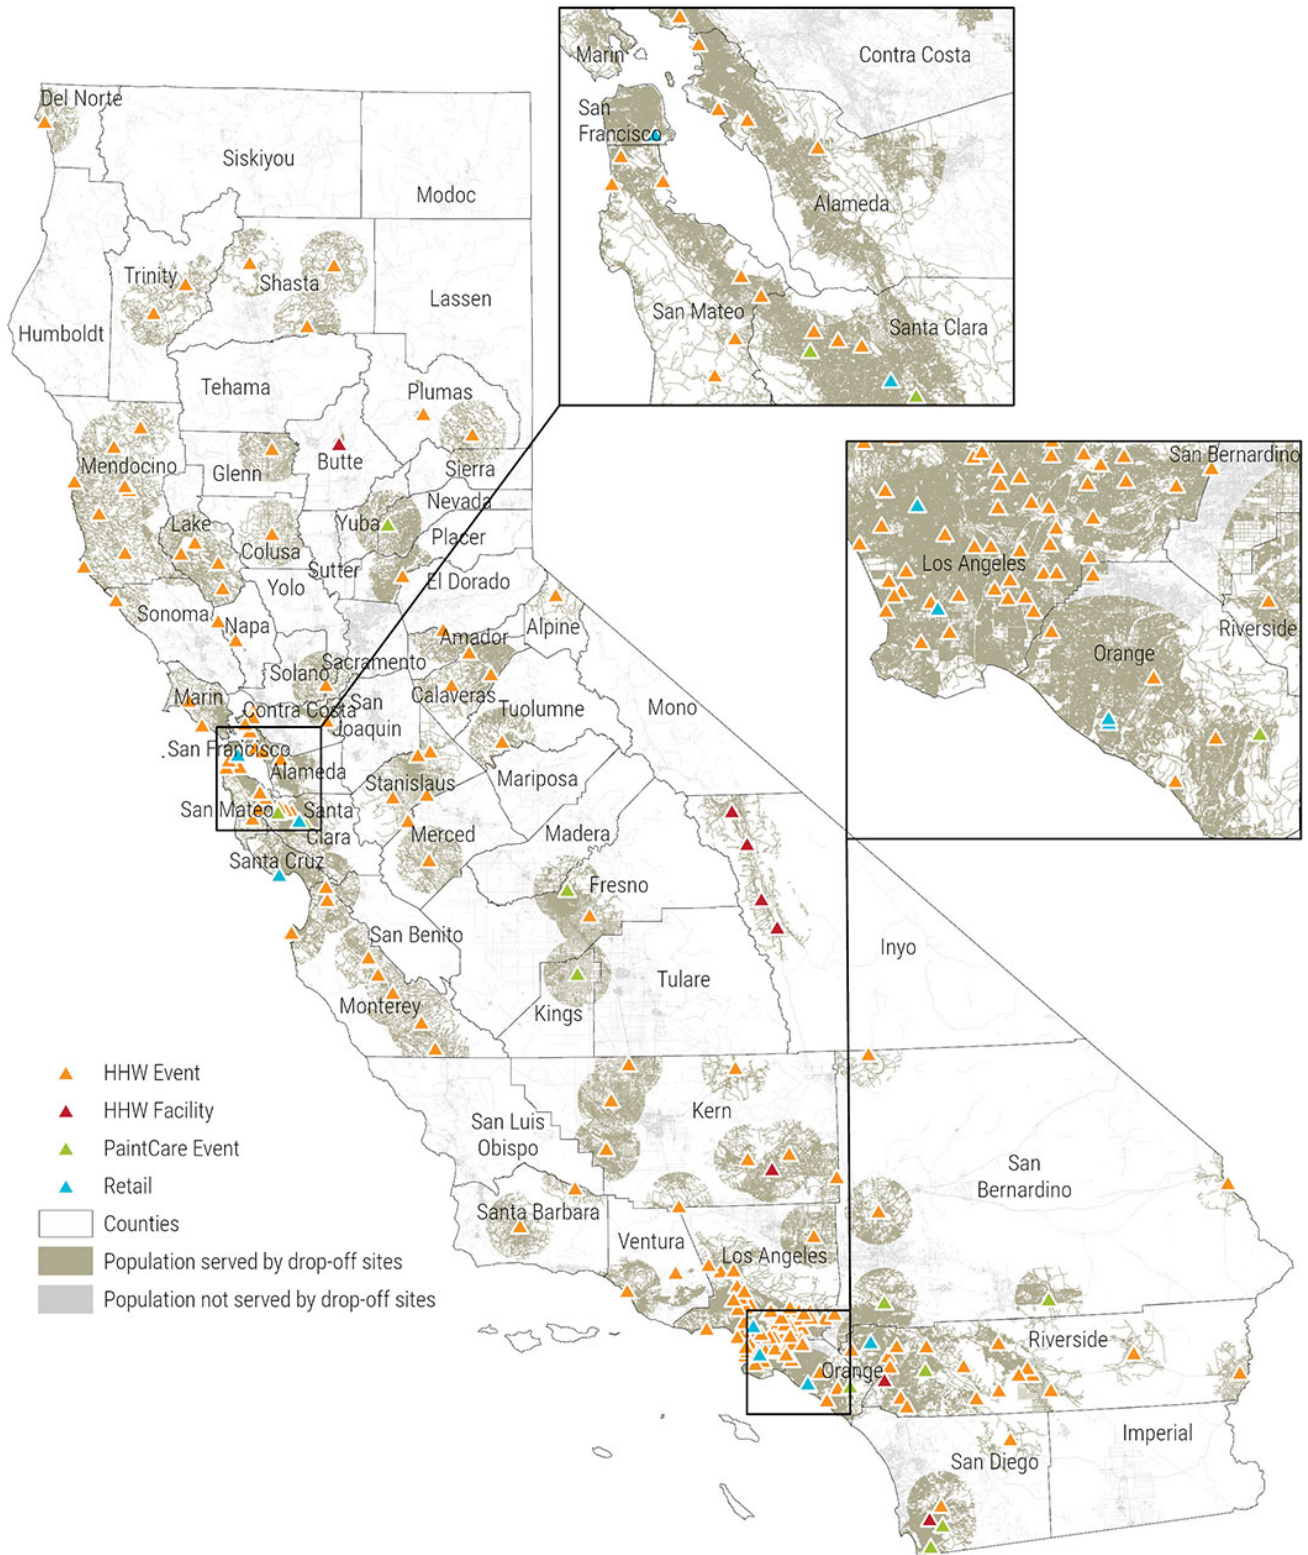 Del Norte
Siskiyou
Modoc
Trinity
Shasta
Lassen
Humboldt
Tehama
Plumas
Mendocino
Glenn
Butte
Sierra
Nevada
Lake
Yuba
Colusa
Placer
Sutter
Yolo
El Dorado
Sonoma
Napa
Amador
Alpine
Sacramento
Solano
Marin
Calaveras
Contra Costa
San
Joaquin
Tuolumne
Mono
San Francisco
Alameda
Stanislaus
Mariposa
San Mateo
Santa
Clara
Merced
Madera
Santa Cruz
Fresno
San Benito
Inyo
Tulare
Monterey
Kings
Kern
San Luis
Obispo
San
Bernardino
Santa Barbara
Ventura
Los Angeles
Riverside
Orange
Imperial
San Diego
Marin
Contra Costa
San
Francisco
Alameda
San Mateo
Santa Clara
San Bernardino
Los Angeles
Riverside
Orange
HHW Event
HHW Facility
PaintCare Event
Retail
Counties
Population served by drop-off sites
Population not served by drop-off sites